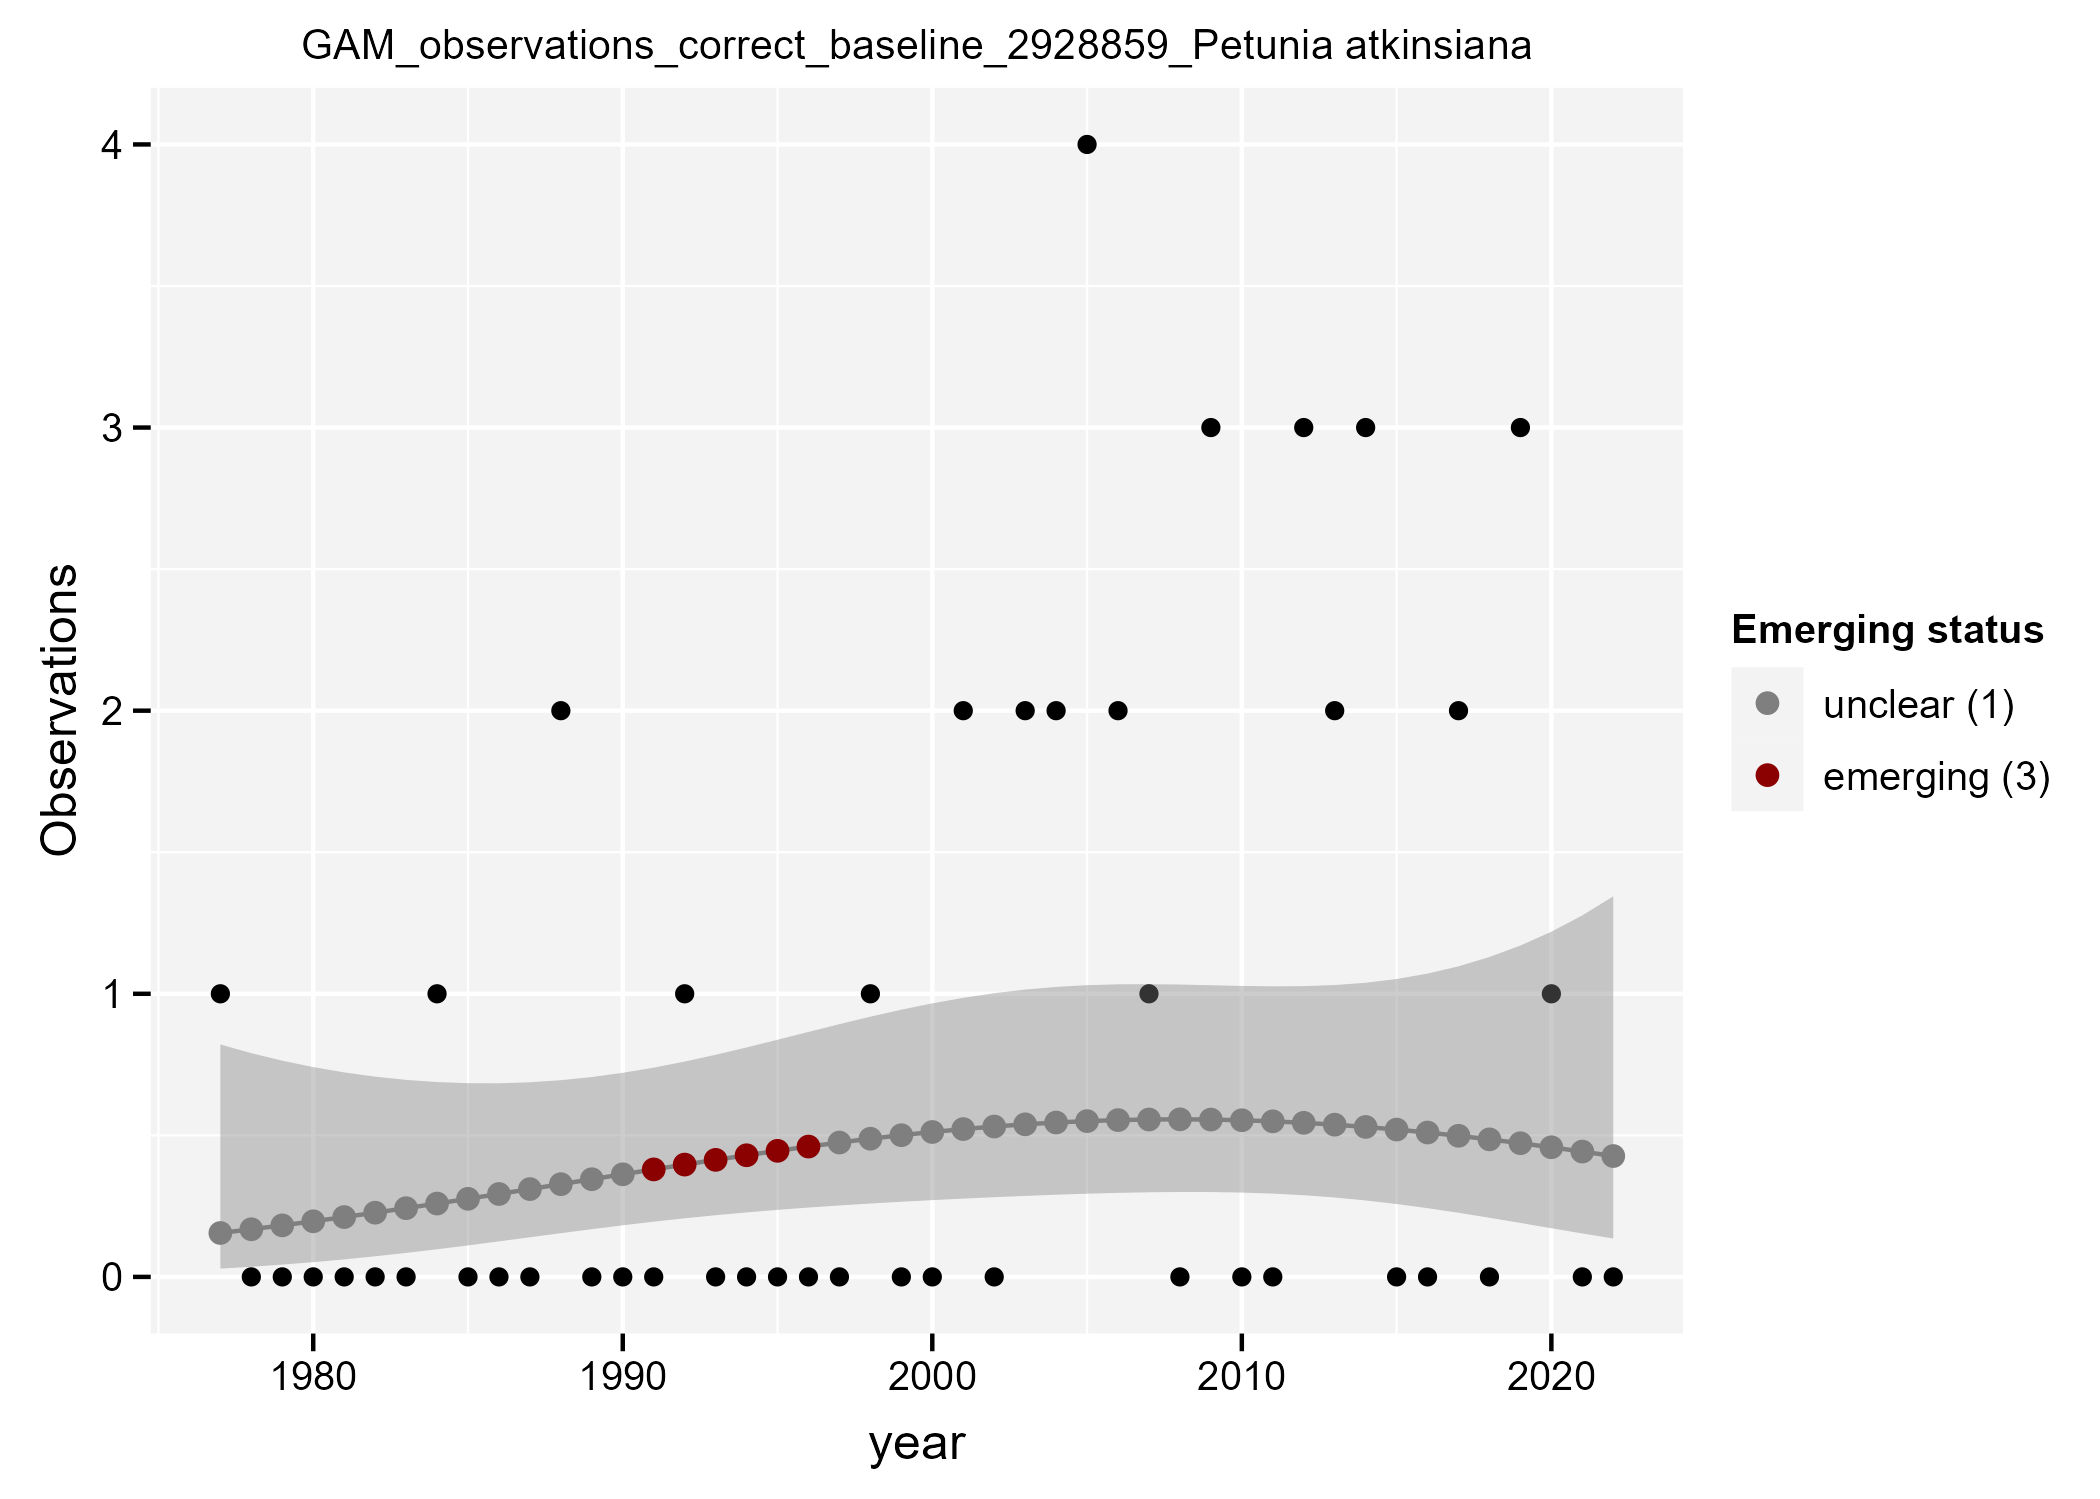 GAM_observations_correct_baseline_2928859_Petunia atkinsiana
Observations
4
3
2
1
0
1980 1990 2000 2010 2020
year
Emerging status
unclear (1)
emerging (3)